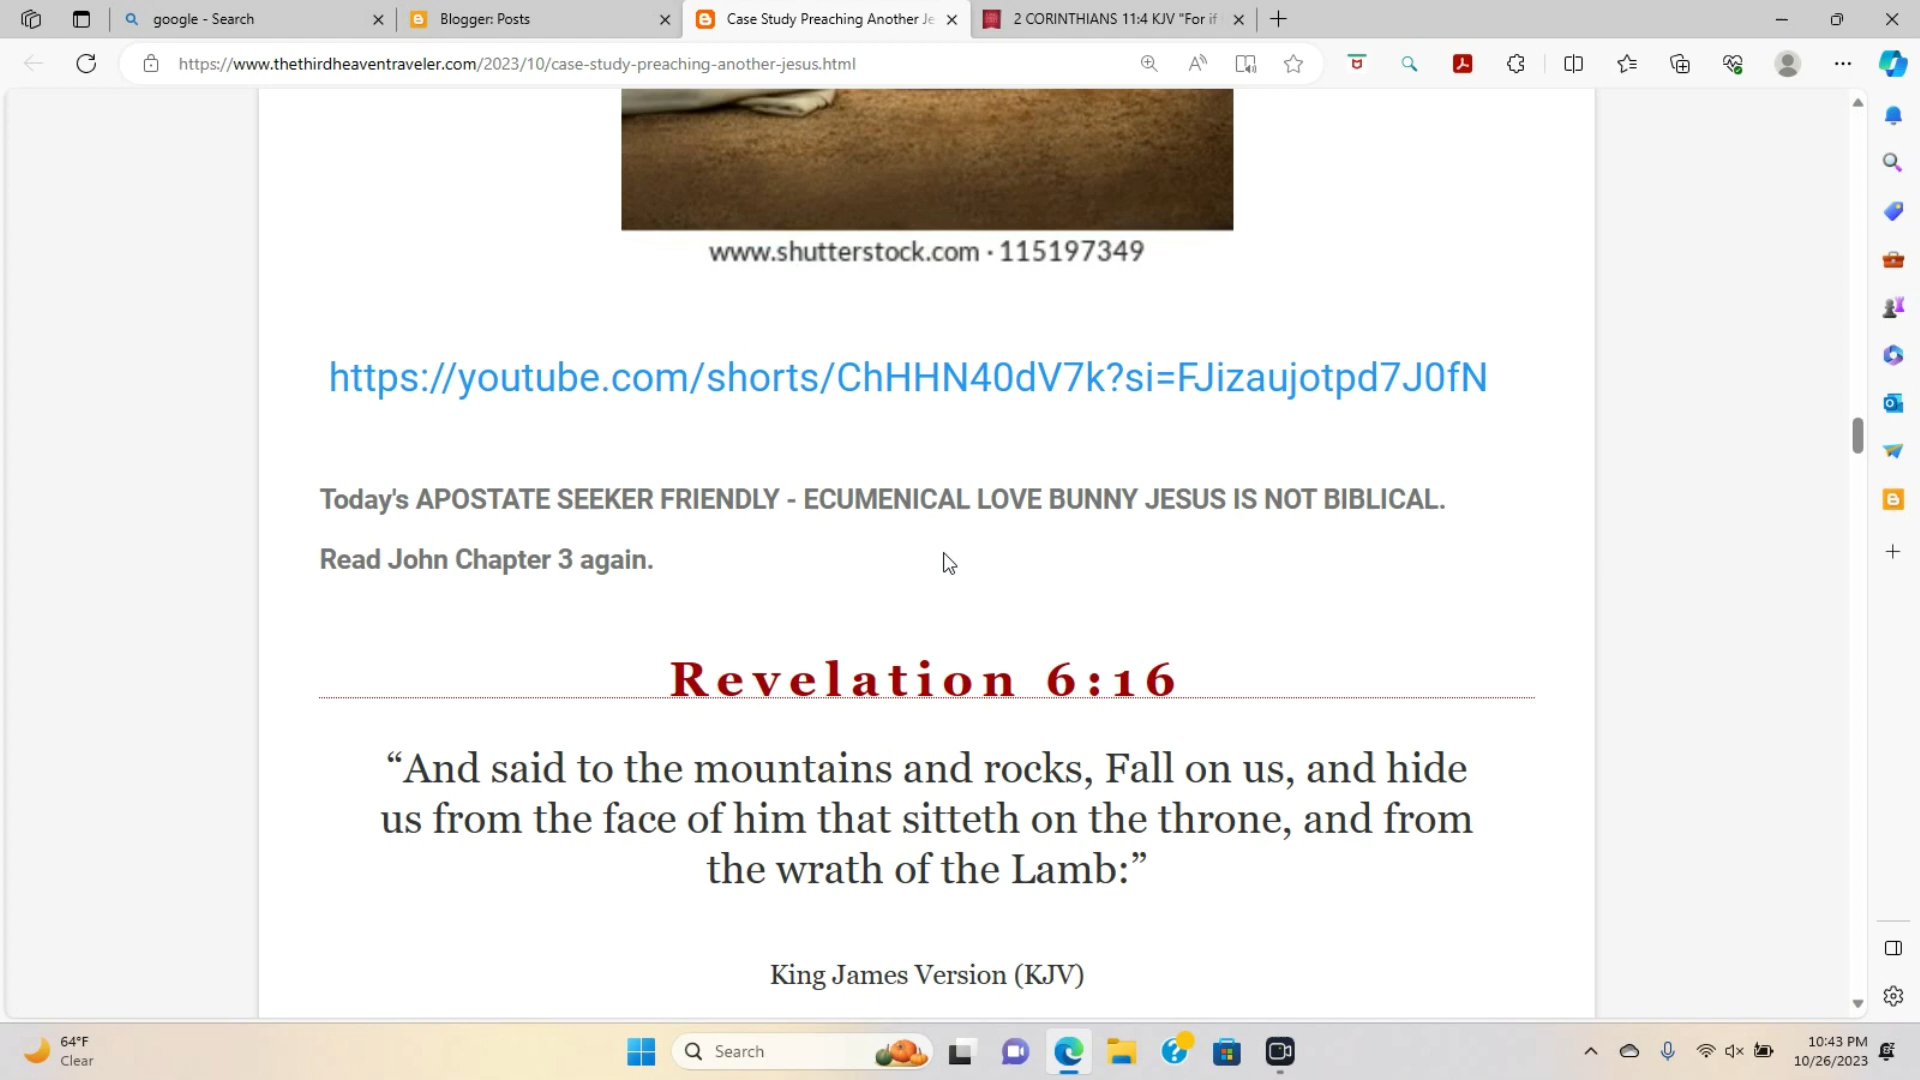 google - Search
Blogger: Posts
Case Study Preaching Another Je
2 CORINTHIANS 11:4 KJV "For if
https://www.thethirdheaventraveler.com/2023/10/case-study-preaching-another-jesus.html
www.shutterstock.com · 115197349
https://youtube.com/shorts/ChHHN40dV7k?si=FJizaujotpd7J0fN
Today's APOSTATE SEEKER FRIENDLY - ECUMENICAL LOVE BUNNY JESUS IS NOT BIBLICAL.
Read John Chapter 3 again.
Revelation 6:16
“And said to the mountains and rocks, Fall on us, and hide
us from the face of him that sitteth on the throne, and from
the wrath of the Lamb:”
King James Version (KJV)
64°F
Clear
Search
10:43 PM
10/26/2023